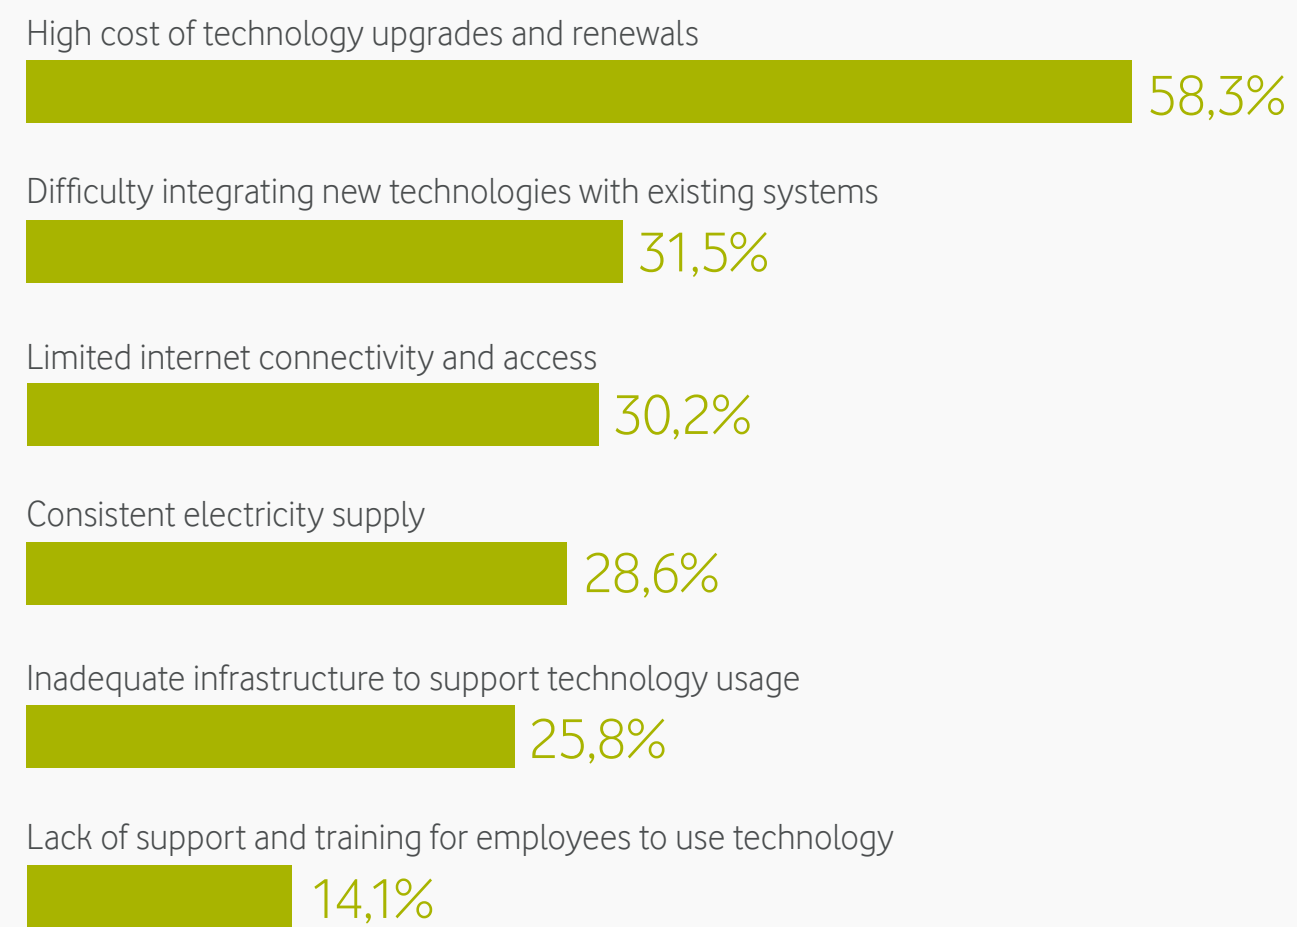 High cost of technology upgrades and renewals
58,3%
Difficulty integrating new technologies with existing systems
31,5%
Limited internet connectivity and access
30,2%
Consistent electricity supply
28,6%
Inadequate infrastructure to support technology usage
25,8%
Lack of support and training for employees to use technology
14,1%